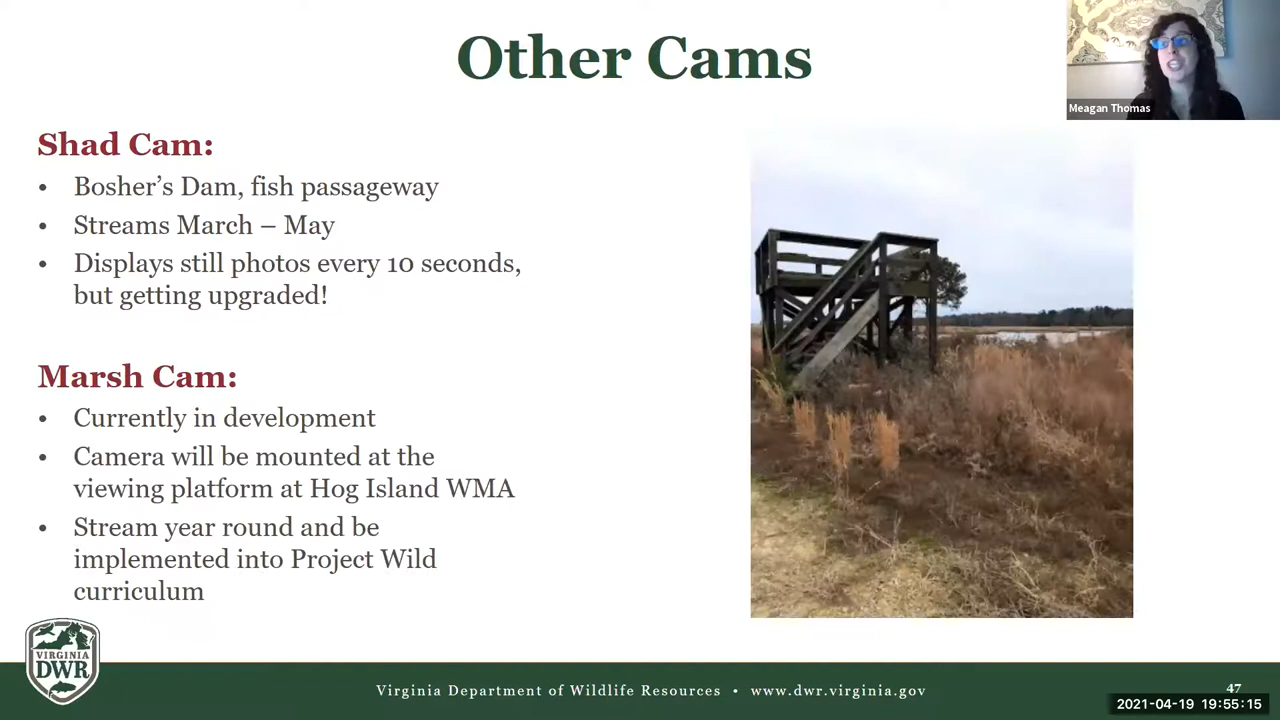 Other Cams
Meagan Thomas
Shad Cam:
• Bosher’s Dam, fish passageway
• Streams March – May
• Displays still photos every 10 seconds,
but getting upgraded!
Marsh Cam:
• Currently in development
• Camera will be mounted at the
viewing platform at Hog Island WMA
• Stream year round and be
implemented into Project Wild
curriculum
VIRGINIA
DWR
Virginia Department of Wildlife Resources • www.dwr.virginia.gov
47
2021-04-19 19:55:15